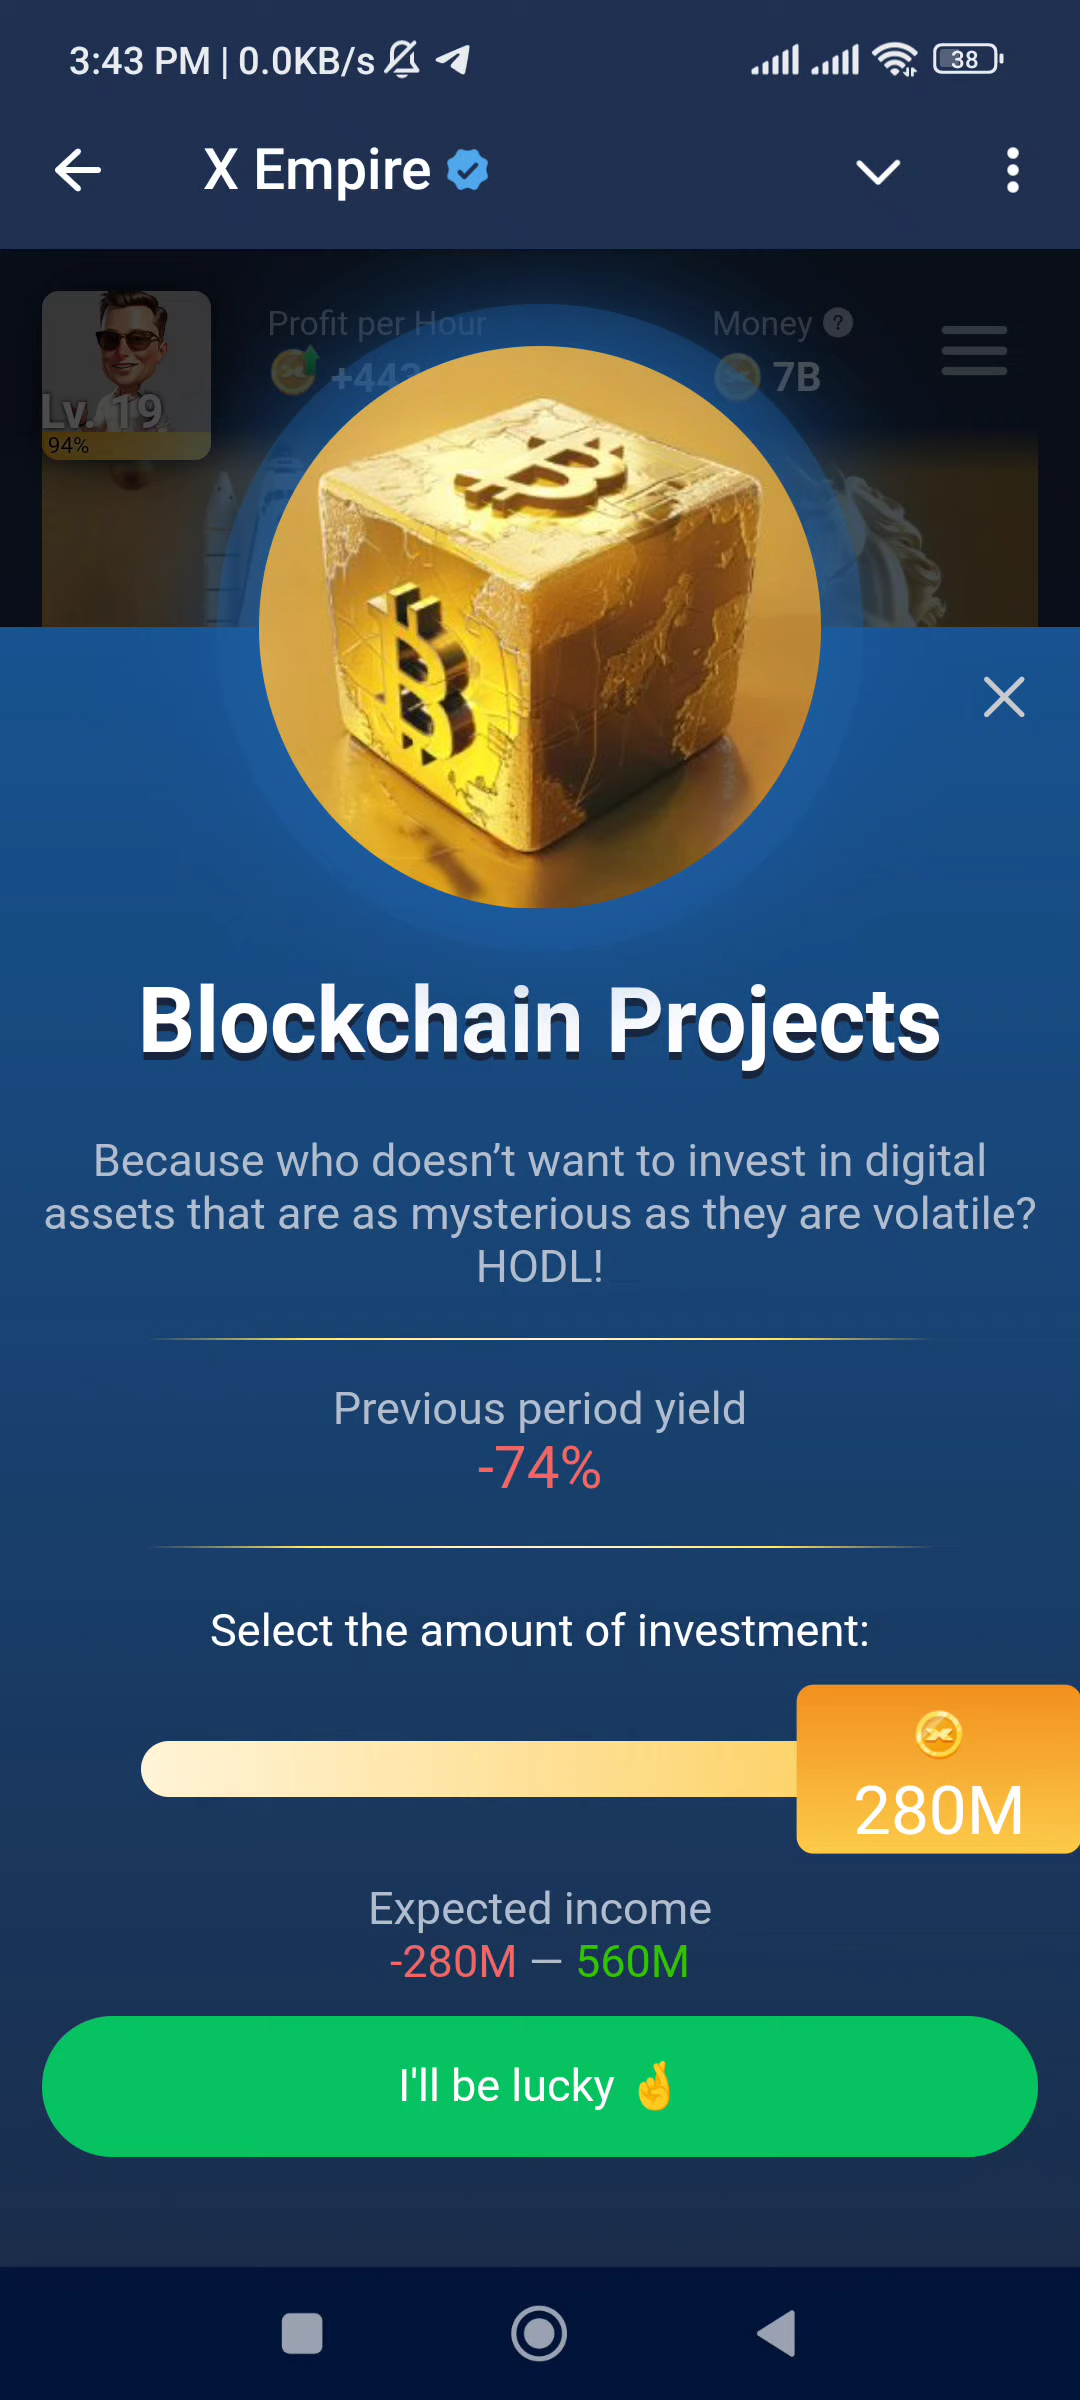 3:43 PM | 0.0KB/s
38
X Empire
Profit per Hour
Money ?
+443
7B
Lv. 19
94%
Blockchain Projects
Because who doesn’t want to invest in digital
assets that are as mysterious as they are volatile?
HODL!
Previous period yield
-74%
Select the amount of investment:
280M
Expected income
-280M — 560M
I'll be lucky 🤞